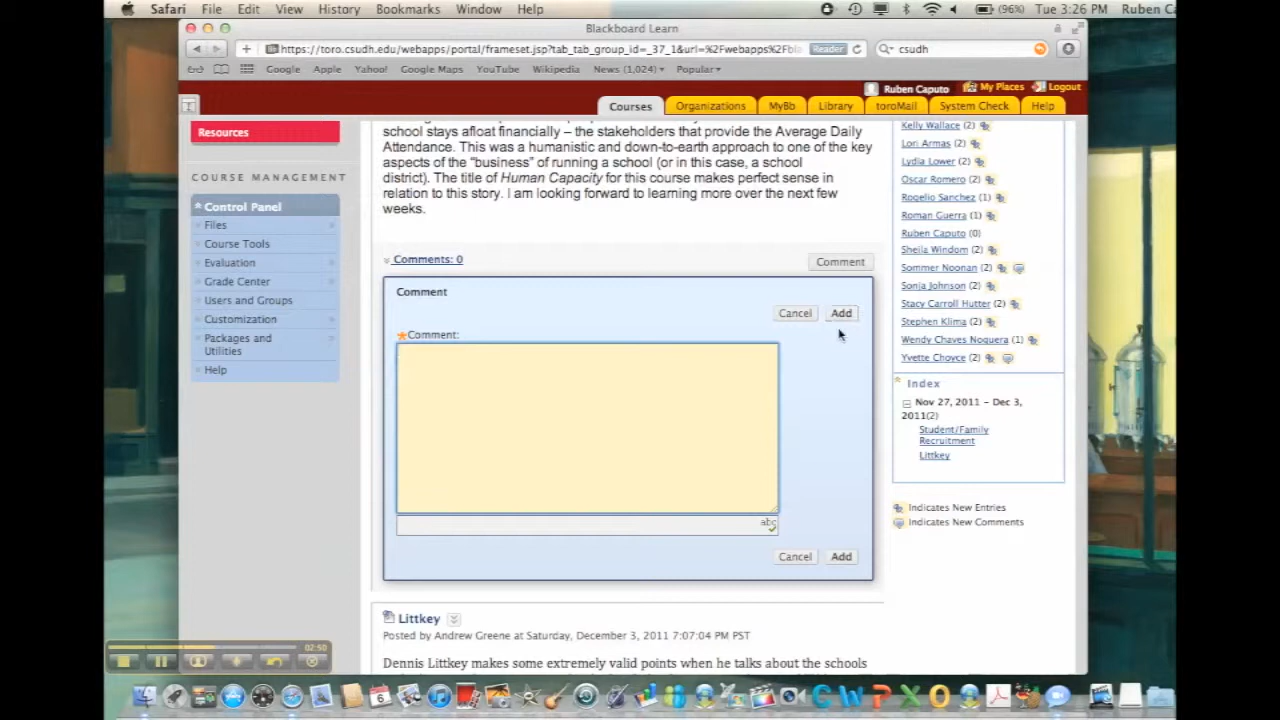 Safari File Edit View History Bookmarks Window Help (96%) Tue 3:26 PM Ruben Ca
Blackboard Learn
https://toro.csudh.edu/webapps/portal/frameset.jsp?tab_tab_group_id=_37_1&url=%2Fwebapps%2Fbla Reader csudh
Google Apple Yahoo! Google Maps YouTube Wikipedia News (1,024) Popular
Ruben Caputo My Places Logout
Courses Organizations MyBb Library toroMail System Check Help
Resources
COURSE MANAGEMENT
Control Panel
Files
Course Tools
Evaluation
Grade Center
Users and Groups
Customization
Packages and
Utilities
Help
school stays afloat financially – the stakeholders that provide the Average Daily
Attendance. This was a humanistic and down-to-earth approach to one of the key
aspects of the “business” of running a school (or in this case, a school
district). The title of Human Capacity for this course makes perfect sense in
relation to this story. I am looking forward to learning more over the next few
weeks.
Comments: 0
Comment
Comment
Cancel Add
Comment:
abc
Cancel Add
Littkey
Posted by Andrew Greene at Saturday, December 3, 2011 7:07:04 PM PST
Dennis Littkey makes some extremely valid points when he talks about the schools
Kelly Wallace (2)
Lori Armas (2)
Lydia Lower (2)
Oscar Romero (2)
Rogelio Sanchez (1)
Roman Guerra (1)
Ruben Caputo (0)
Sheila Windom (2)
Sommer Noonan (2)
Sonja Johnson (2)
Stacy Carroll Hutter (2)
Stephen Klima (2)
Wendy Chaves Noguera (1)
Yvette Choyce (2)
Index
Nov 27, 2011 – Dec 3,
2011(2)
Student/Family
Recruitment
Littkey
Indicates New Entries
Indicates New Comments
02:50